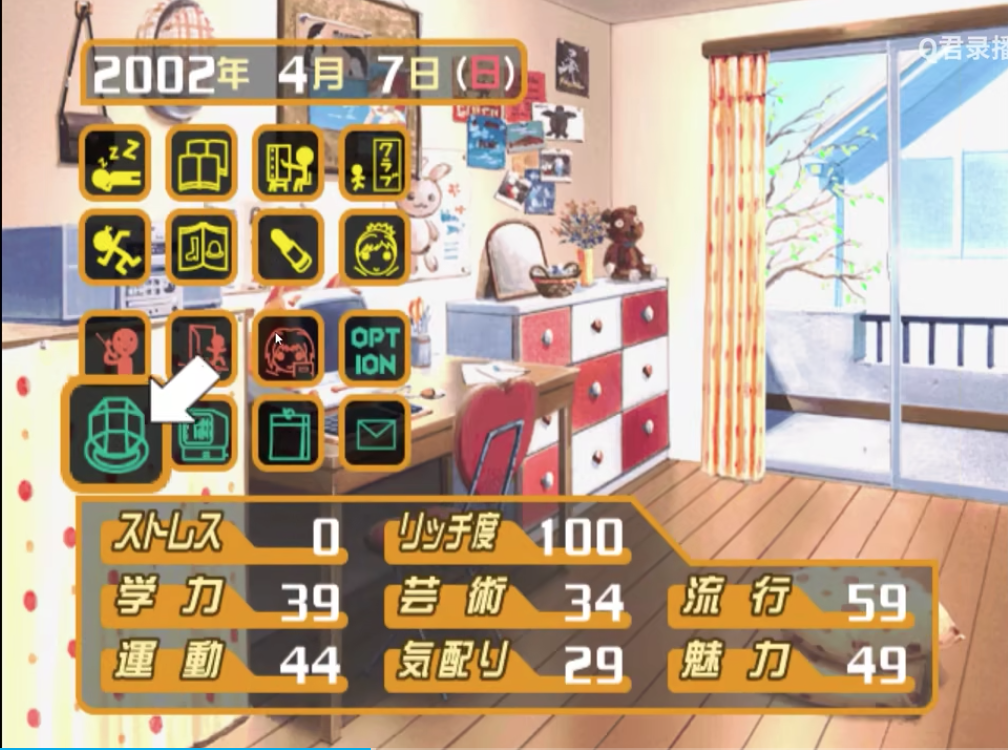 2002年 4月 7日(日)
Q君录播
クラブ
OPT
ION
ストレス 0 リッチ度 100
学力 39 芸術 34 流行 59
運動 44 気配り 29 魅力 49